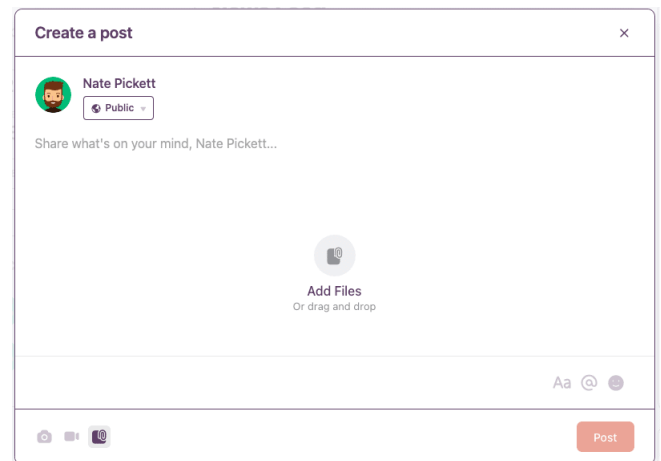 Create a post
Nate Pickett
Public
Share what's on your mind, Nate Pickett...
Add Files
Or drag and drop
Aa @
Post